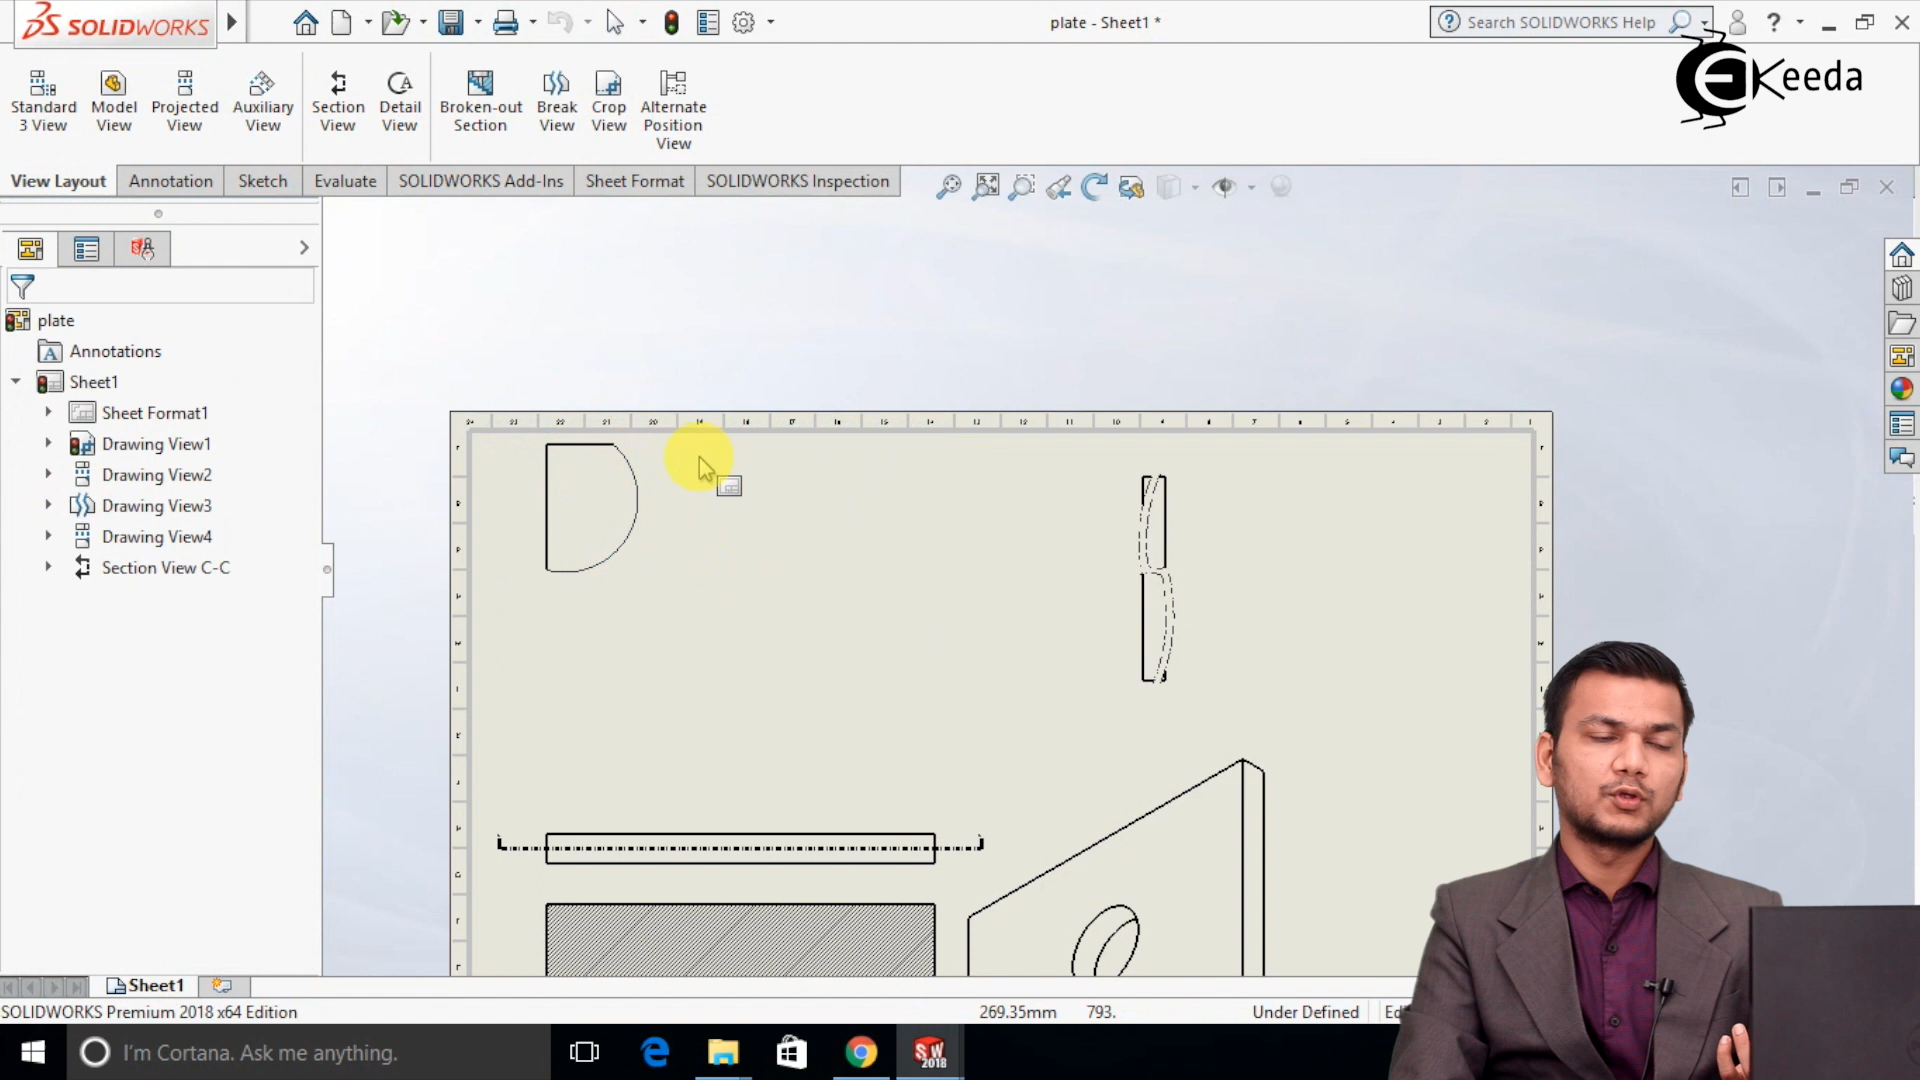 SOLIDWORKS
plate - Sheet1 *
Search SOLIDWORKS Help
Keeda
Standard 3 View
Model View
Projected View
Auxiliary View
Section View
Detail View
Broken-out Section
Break View
Crop View
Alternate Position View
View Layout
Annotation
Sketch
Evaluate
SOLIDWORKS Add-Ins
Sheet Format
SOLIDWORKS Inspection
plate
Annotations
Sheet1
Sheet Format1
Drawing View1
Drawing View2
Drawing View3
Drawing View4
Section View C-C
Sheet1
SOLIDWORKS Premium 2018 x64 Edition
269.35mm
793.
Under Defined
I'm Cortana. Ask me anything.
SW
2018